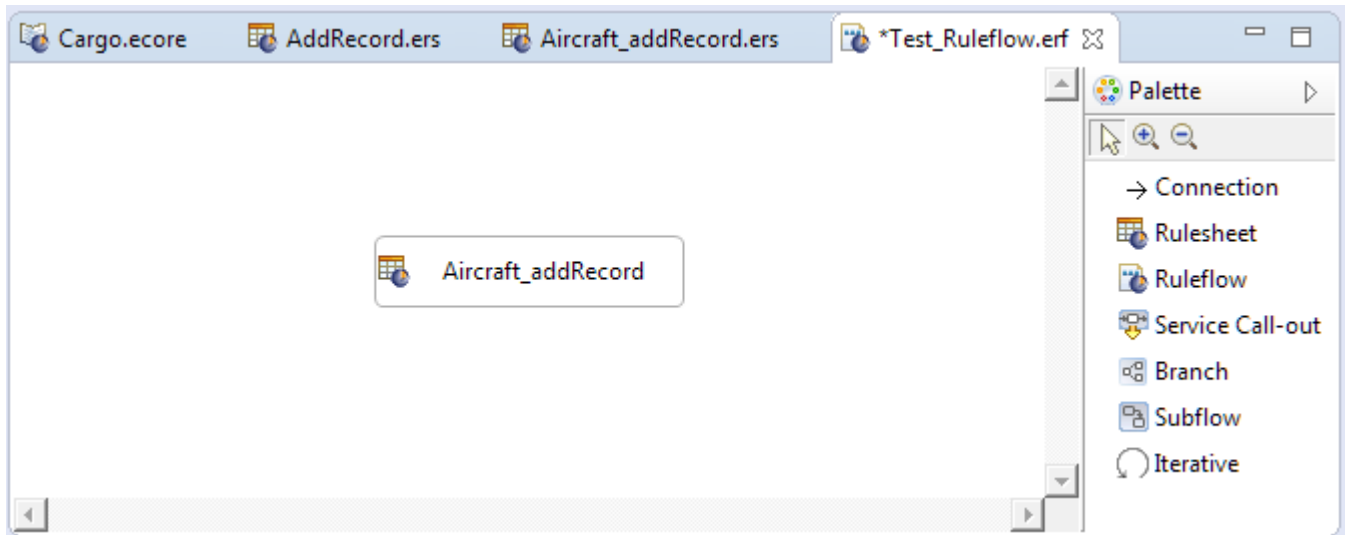 Cargo.ecore AddRecord.ers Aircraft_addRecord.ers *Test_Ruleflow.erf
Palette
Connection
Rulesheet
Aircraft_addRecord
Ruleflow
Service Call-out
Branch
Subflow
Iterative